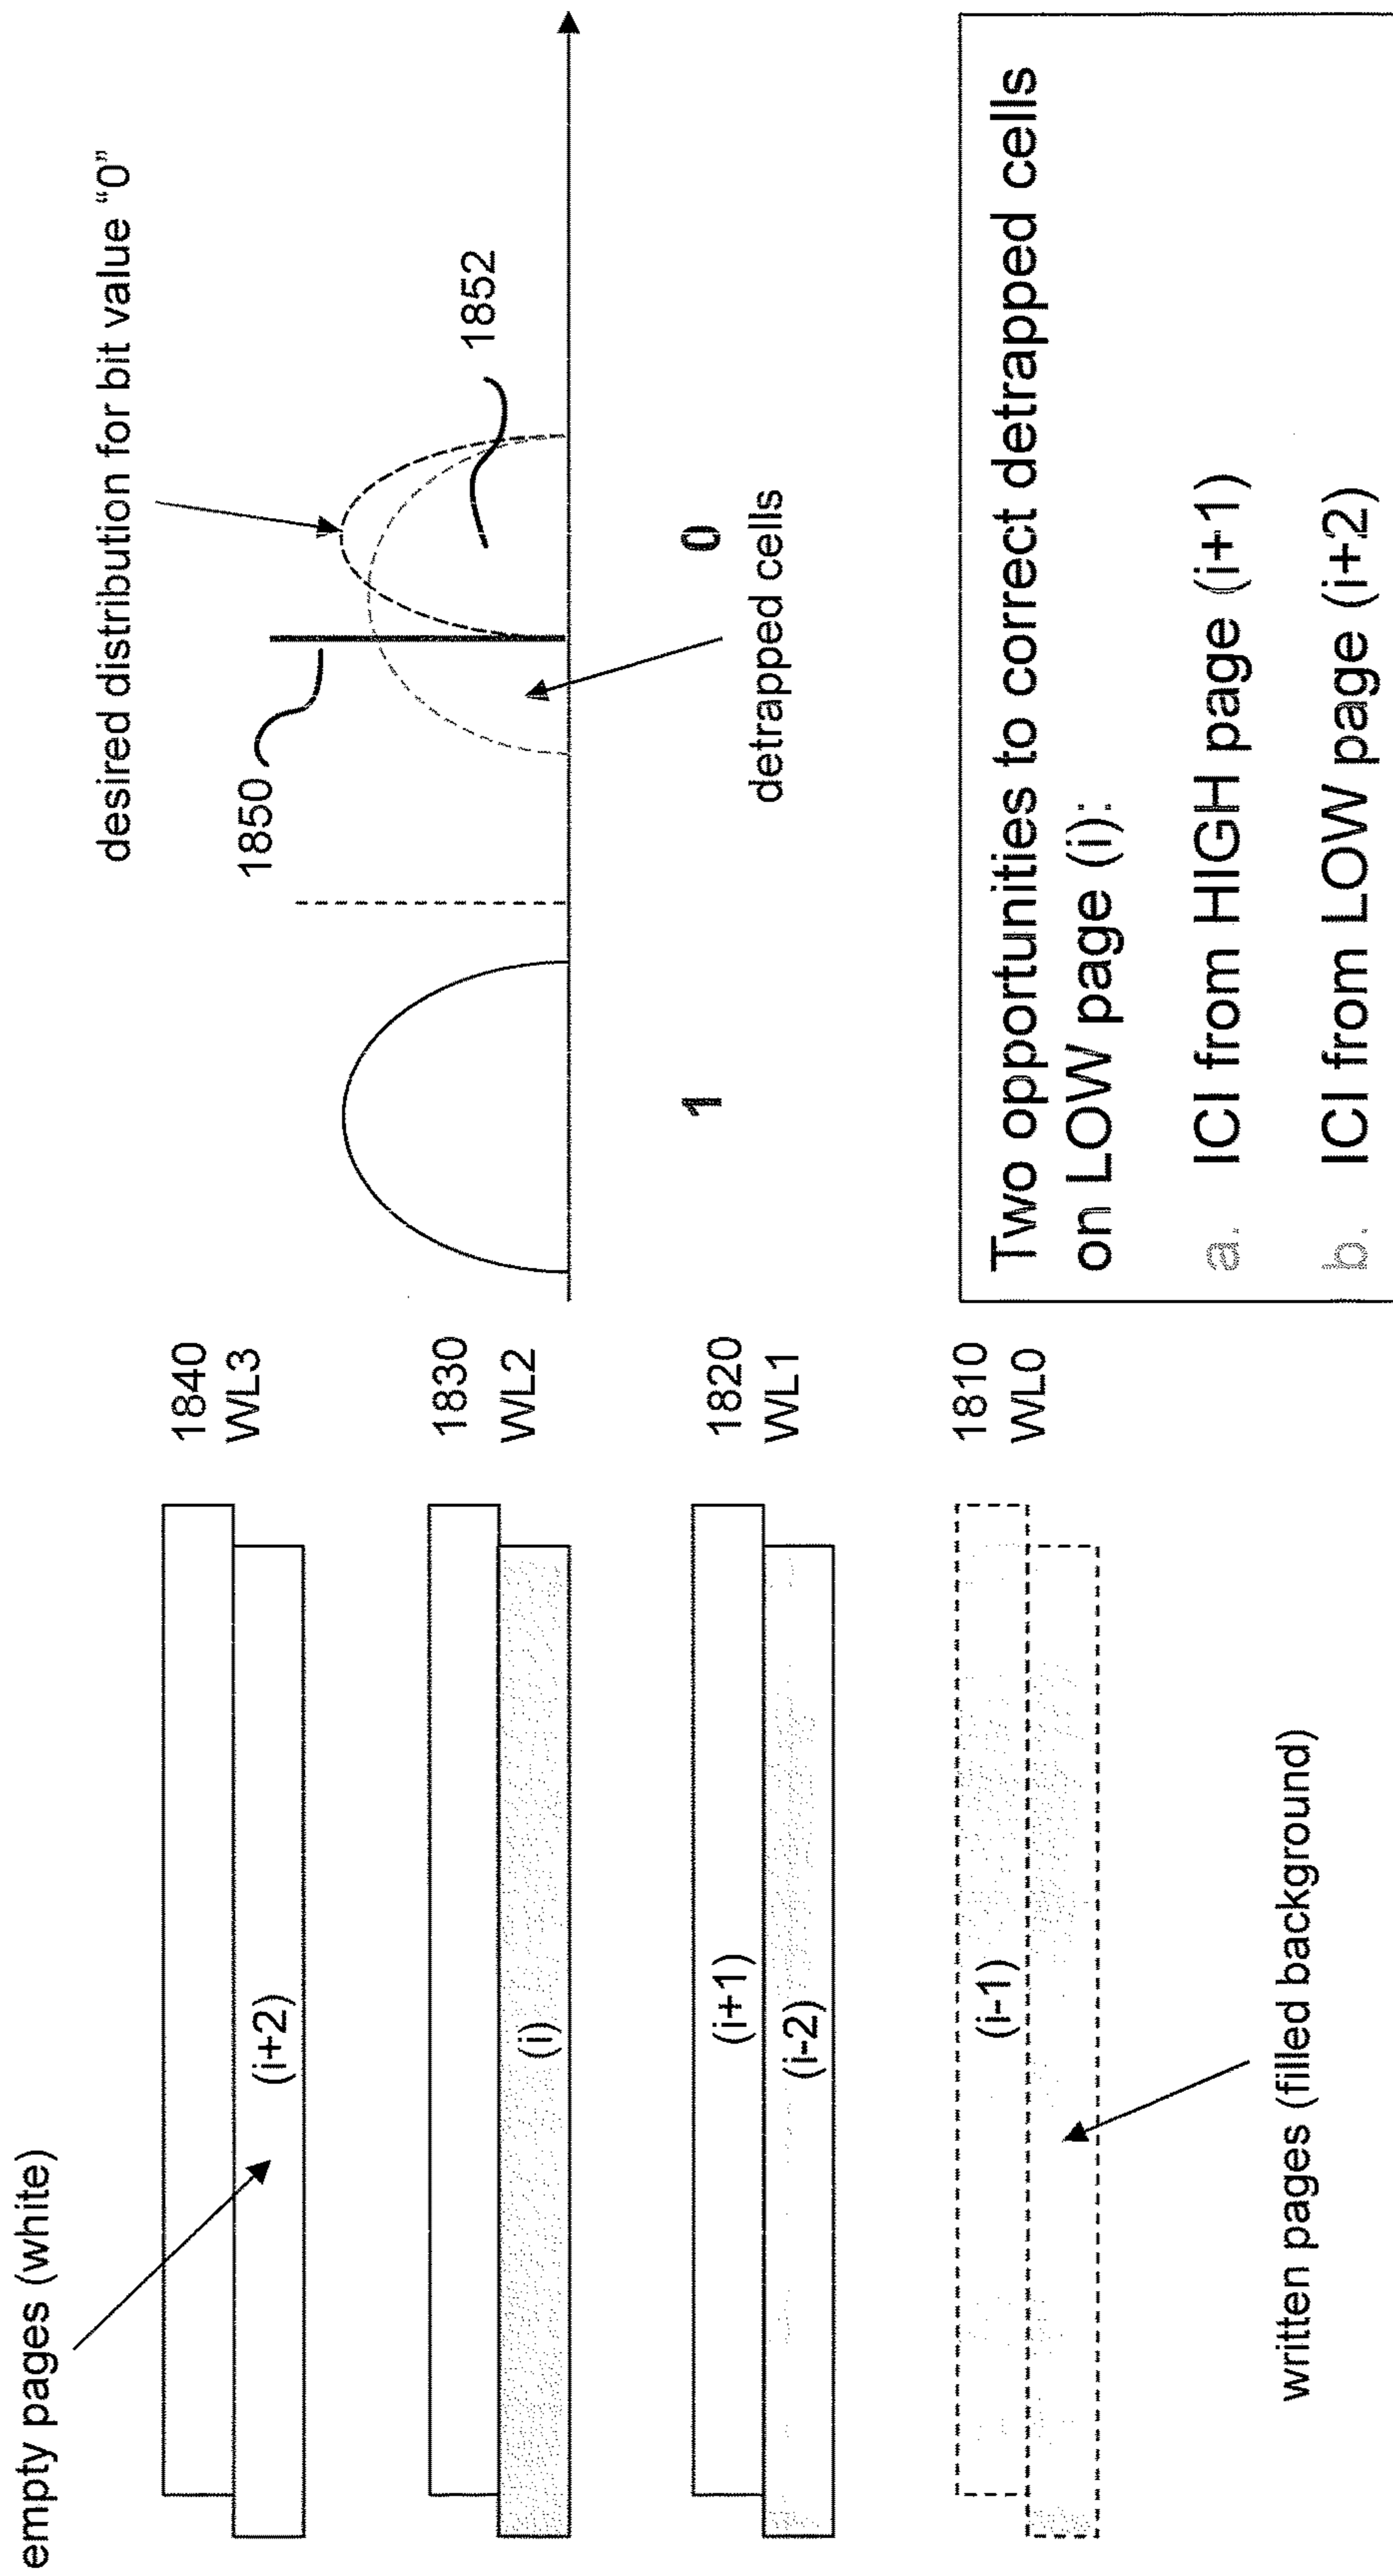 empty pages (white)
1840
WL3
(i+2)
1830
WL2
(i)
1820
WL1
(i+1)
(i-2)
1810
WL0
(i-1)
written pages (filled background)
desired distribution for bit value “0”
1850
1852
1
0
detrapped cells
Two opportunities to correct detrapped cells
on LOW page (i):
a. ICI from HIGH page (i+1)
b. ICI from LOW page (i+2)